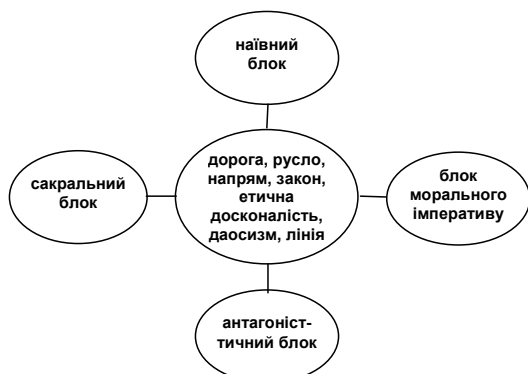 наївний
блок
сакральний
блок
дорога, русло,
напрям, закон,
етична
досконалість,
даосизм, лінія
блок
морального
імперативу
антагоніст-
тичний блок